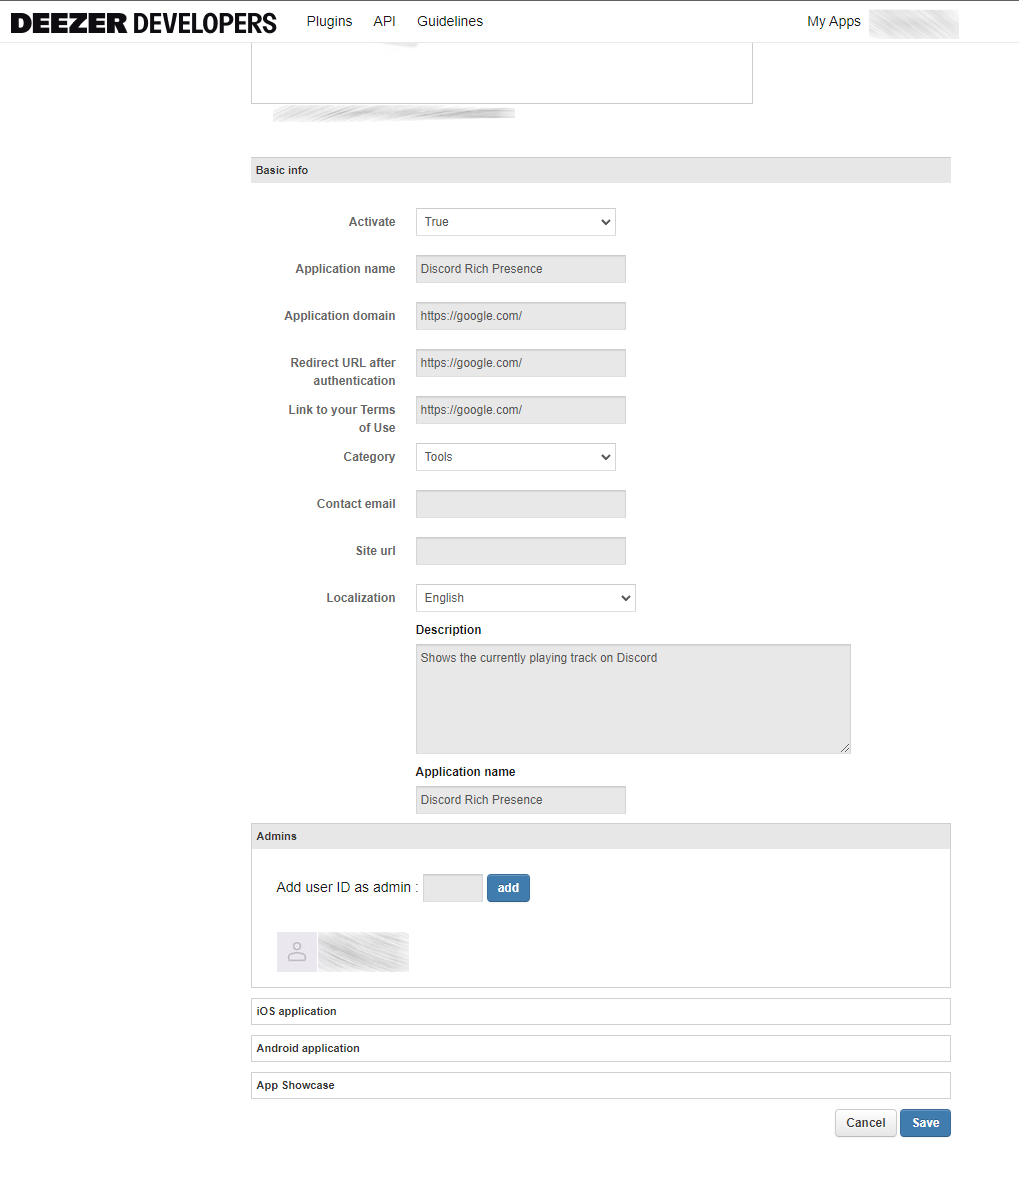 DEEZER DEVELOPERS Plugins API Guidelines My Apps
Basic info
Activate True
Application name Discord Rich Presence
Application domain https://google.com/
Redirect URL after authentication https://google.com/
Link to your Terms of Use https://google.com/
Category Tools
Contact email
Site url
Localization English
Description
Shows the currently playing track on Discord
Application name
Discord Rich Presence
Admins
Add user ID as admin : add
iOS application
Android application
App Showcase
Cancel Save